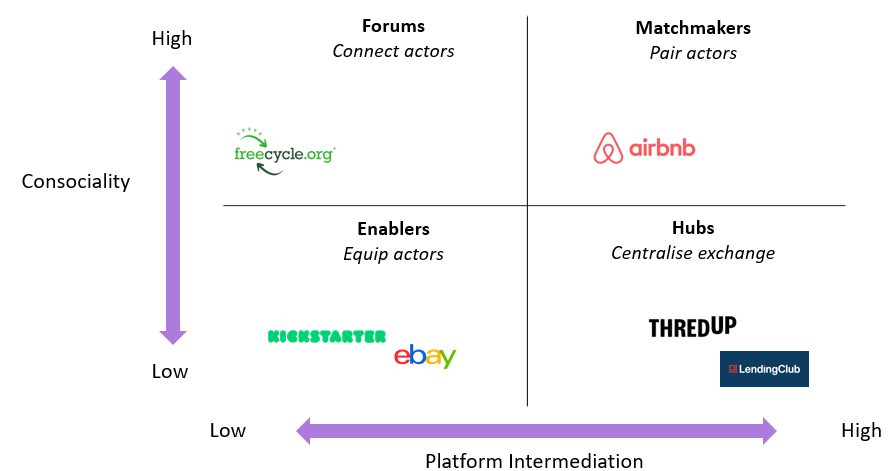 High
Forums
Connect actors
Matchmakers
Pair actors
freecycle.org
airbnb
Consociality
Enablers
Equip actors
Hubs
Centralise exchange
KICKSTARTER
ebay
THREDUP
LendingClub
Low
Low
High
Platform Intermediation